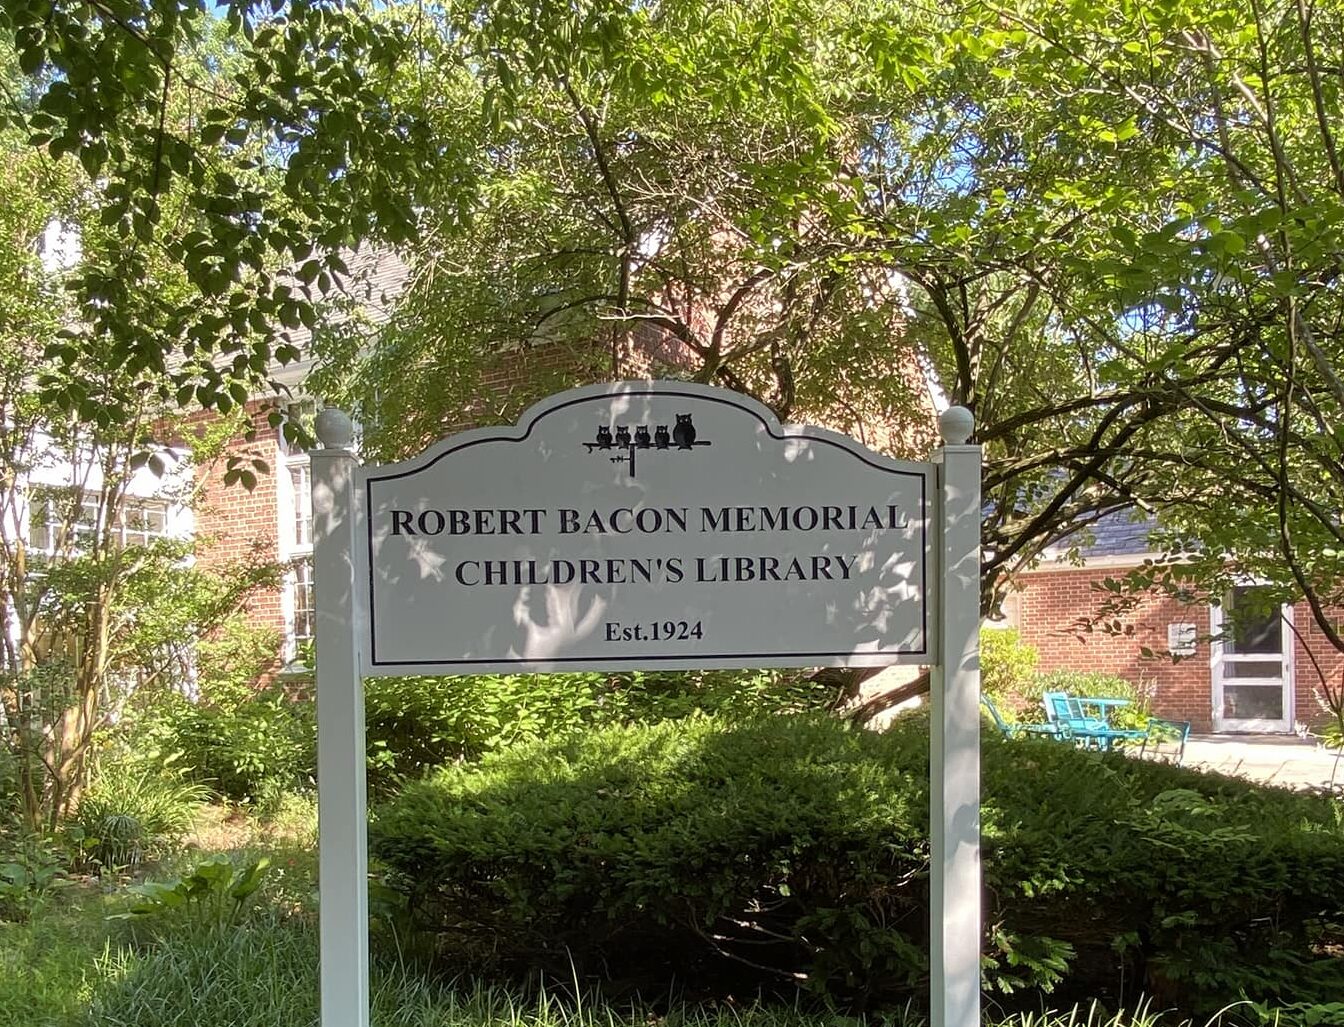 ROBERT BACON MEMORIAL
CHILDREN'S LIBRARY
Est.1924